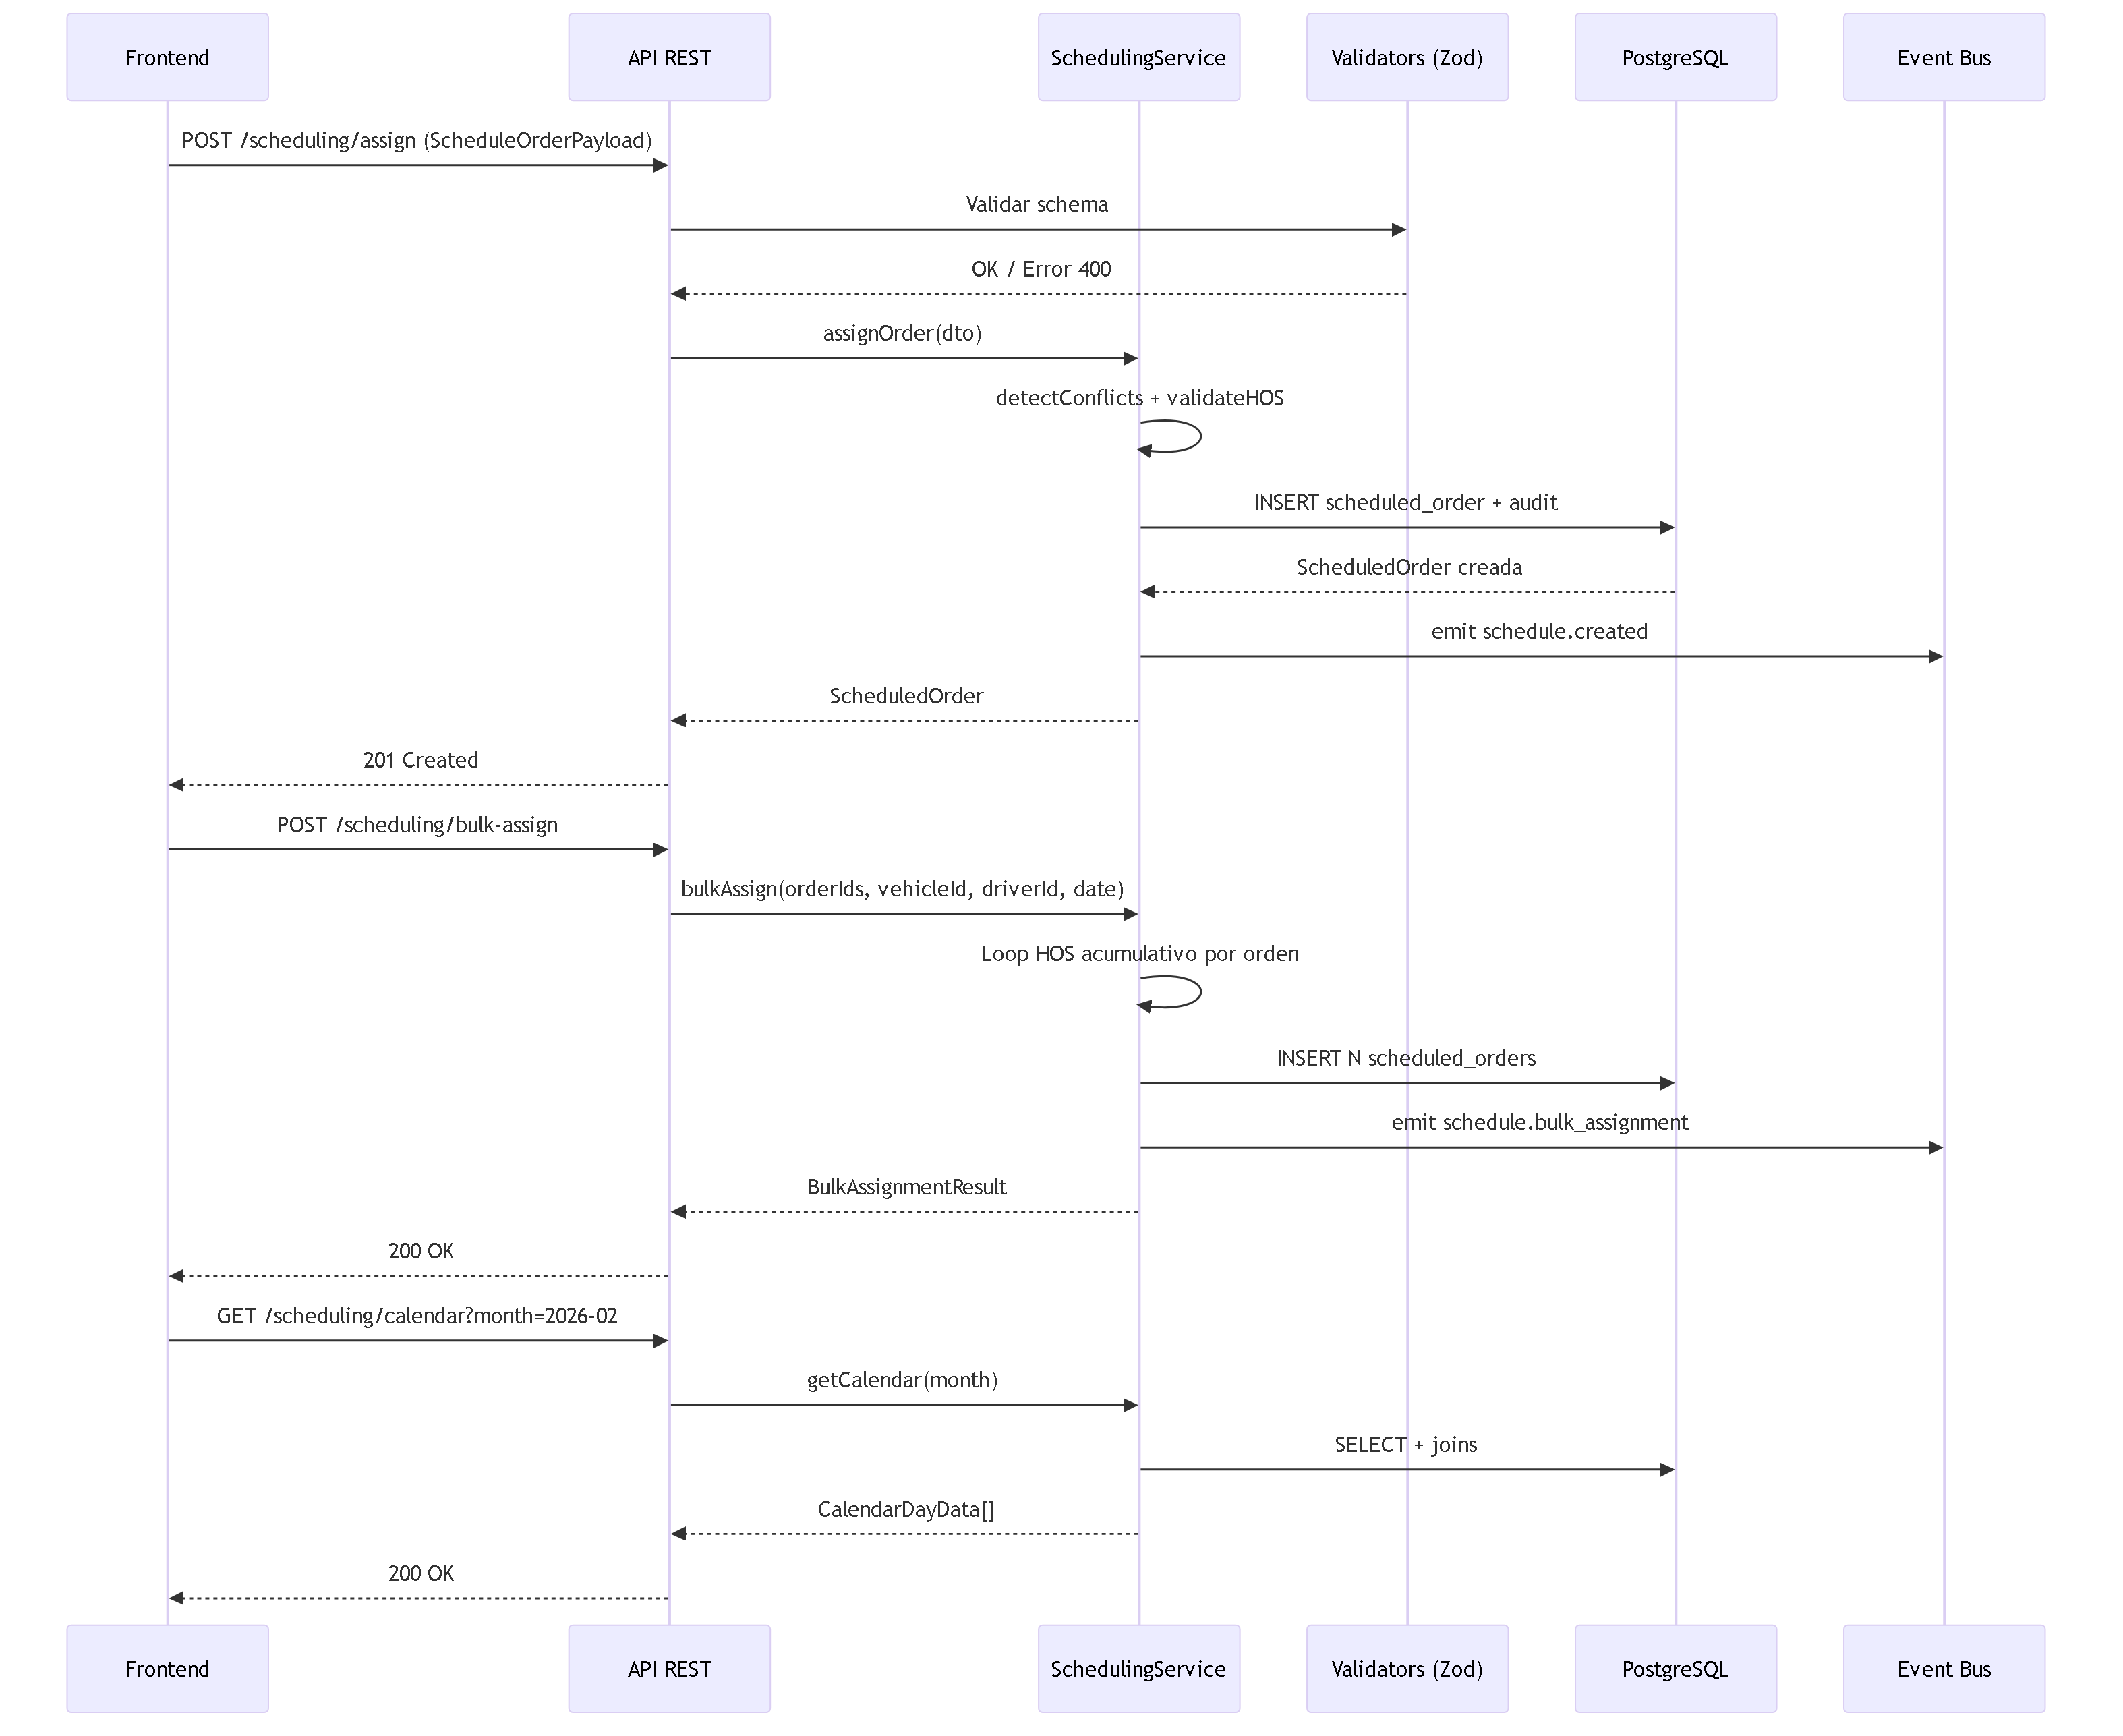 Frontend
API REST
SchedulingService
Validators (Zod)
PostgreSQL
Event Bus
POST /scheduling/assign (ScheduleOrderPayload)
Validar schema
OK / Error 400
assignOrder(dto)
detectConflicts + validateHOS
INSERT scheduled_order + audit
ScheduledOrder creada
emit schedule.created
ScheduledOrder
201 Created
POST /scheduling/bulk-assign
bulkAssign(orderIds, vehicleId, driverId, date)
Loop HOS acumulativo por orden
INSERT N scheduled_orders
emit schedule.bulk_assignment
BulkAssignmentResult
200 OK
GET /scheduling/calendar?month=2026-02
getCalendar(month)
SELECT + joins
CalendarDayData[]
200 OK
Frontend
API REST
SchedulingService
Validators (Zod)
PostgreSQL
Event Bus